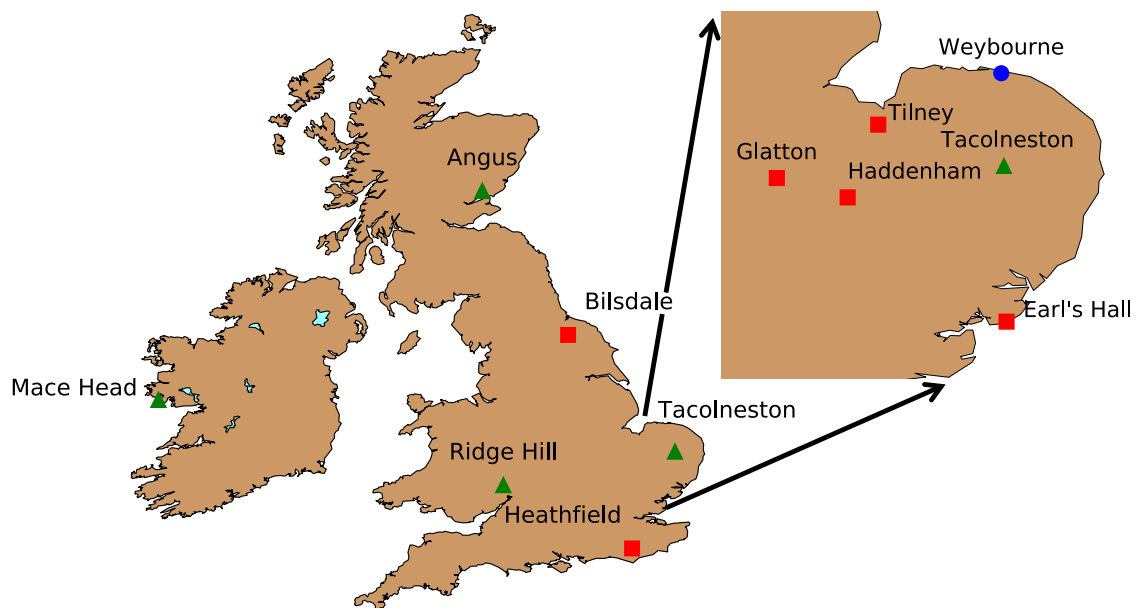 Weybourne
Tilney
Tacolneston
Glatton
Haddenham
Angus
Bilsdale
Earl's Hall
Mace Head
Tacolneston
Ridge Hill
Heathfield